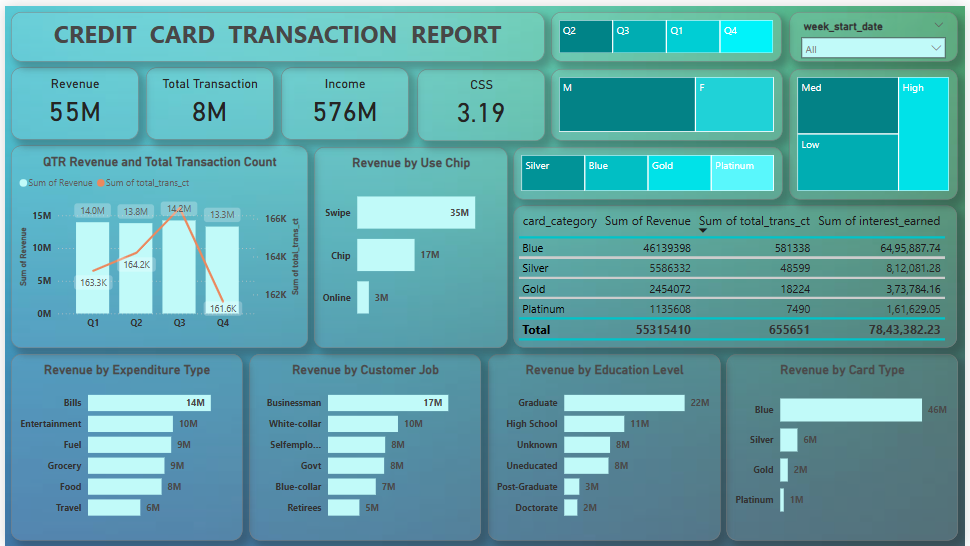 CREDIT CARD TRANSACTION REPORT
Q2 Q3 Q1 Q4
week_start_date
All
Revenue
55M
Total Transaction
8M
Income
576M
CSS
3.19
M F
Med High
Low
Silver Blue Gold Platinum
QTR Revenue and Total Transaction Count
Sum of Revenue Sum of total_trans_ct
Sum of Revenue
15M
10M
5M
0M
14.0M 13.8M 14.2M 13.3M
163.3K 164.2K 161.6K
166K
164K
162K
Sum of total_trans_ct
Q1 Q2 Q3 Q4
Revenue by Use Chip
Swipe 35M
Chip 17M
Online 3M
card_category Sum of Revenue Sum of total_trans_ct Sum of interest_earned
Blue 46139398 581338 64,95,887.74
Silver 5586332 48599 8,12,081.28
Gold 2454072 18224 3,73,784.16
Platinum 1135608 7490 1,61,629.05
Total 55315410 655651 78,43,382.23
Revenue by Expenditure Type
Bills 14M
Entertainment 10M
Fuel 9M
Grocery 9M
Food 8M
Travel 6M
Revenue by Customer Job
Businessman 17M
White-collar 10M
Selfemplo... 8M
Govt 8M
Blue-collar 7M
Retirees 5M
Revenue by Education Level
Graduate 22M
High School 11M
Unknown 8M
Uneducated 8M
Post-Graduate 3M
Doctorate 2M
Revenue by Card Type
Blue 46M
Silver 6M
Gold 2M
Platinum 1M